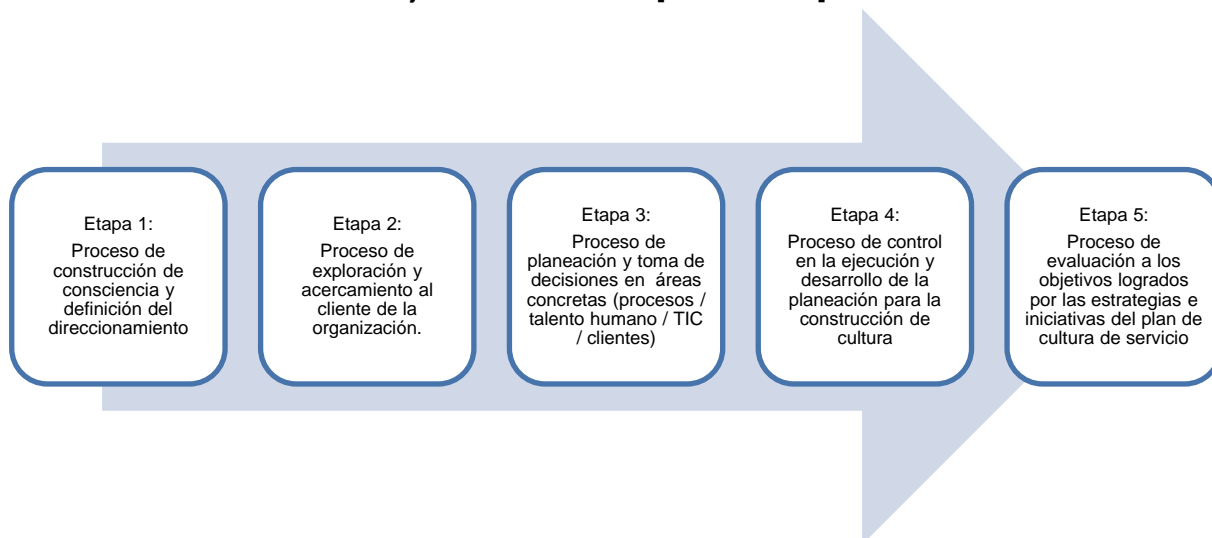 Etapa 1:
Proceso de
construcción de
consciencia y
definición del
direccionamiento
Etapa 2:
Proceso de
exploración y
acercamiento al
cliente de la
organización.
Etapa 3:
Proceso de
planeación y toma de
decisiones en áreas
concretas (procesos /
talento humano / TIC
/ clientes)
Etapa 4:
Proceso de control
en la ejecución y
desarrollo de la
planeación para la
construcción de
cultura
Etapa 5:
Proceso de
evaluación a los
objetivos logrados
por las estrategias e
iniciativas del plan de
cultura de servicio